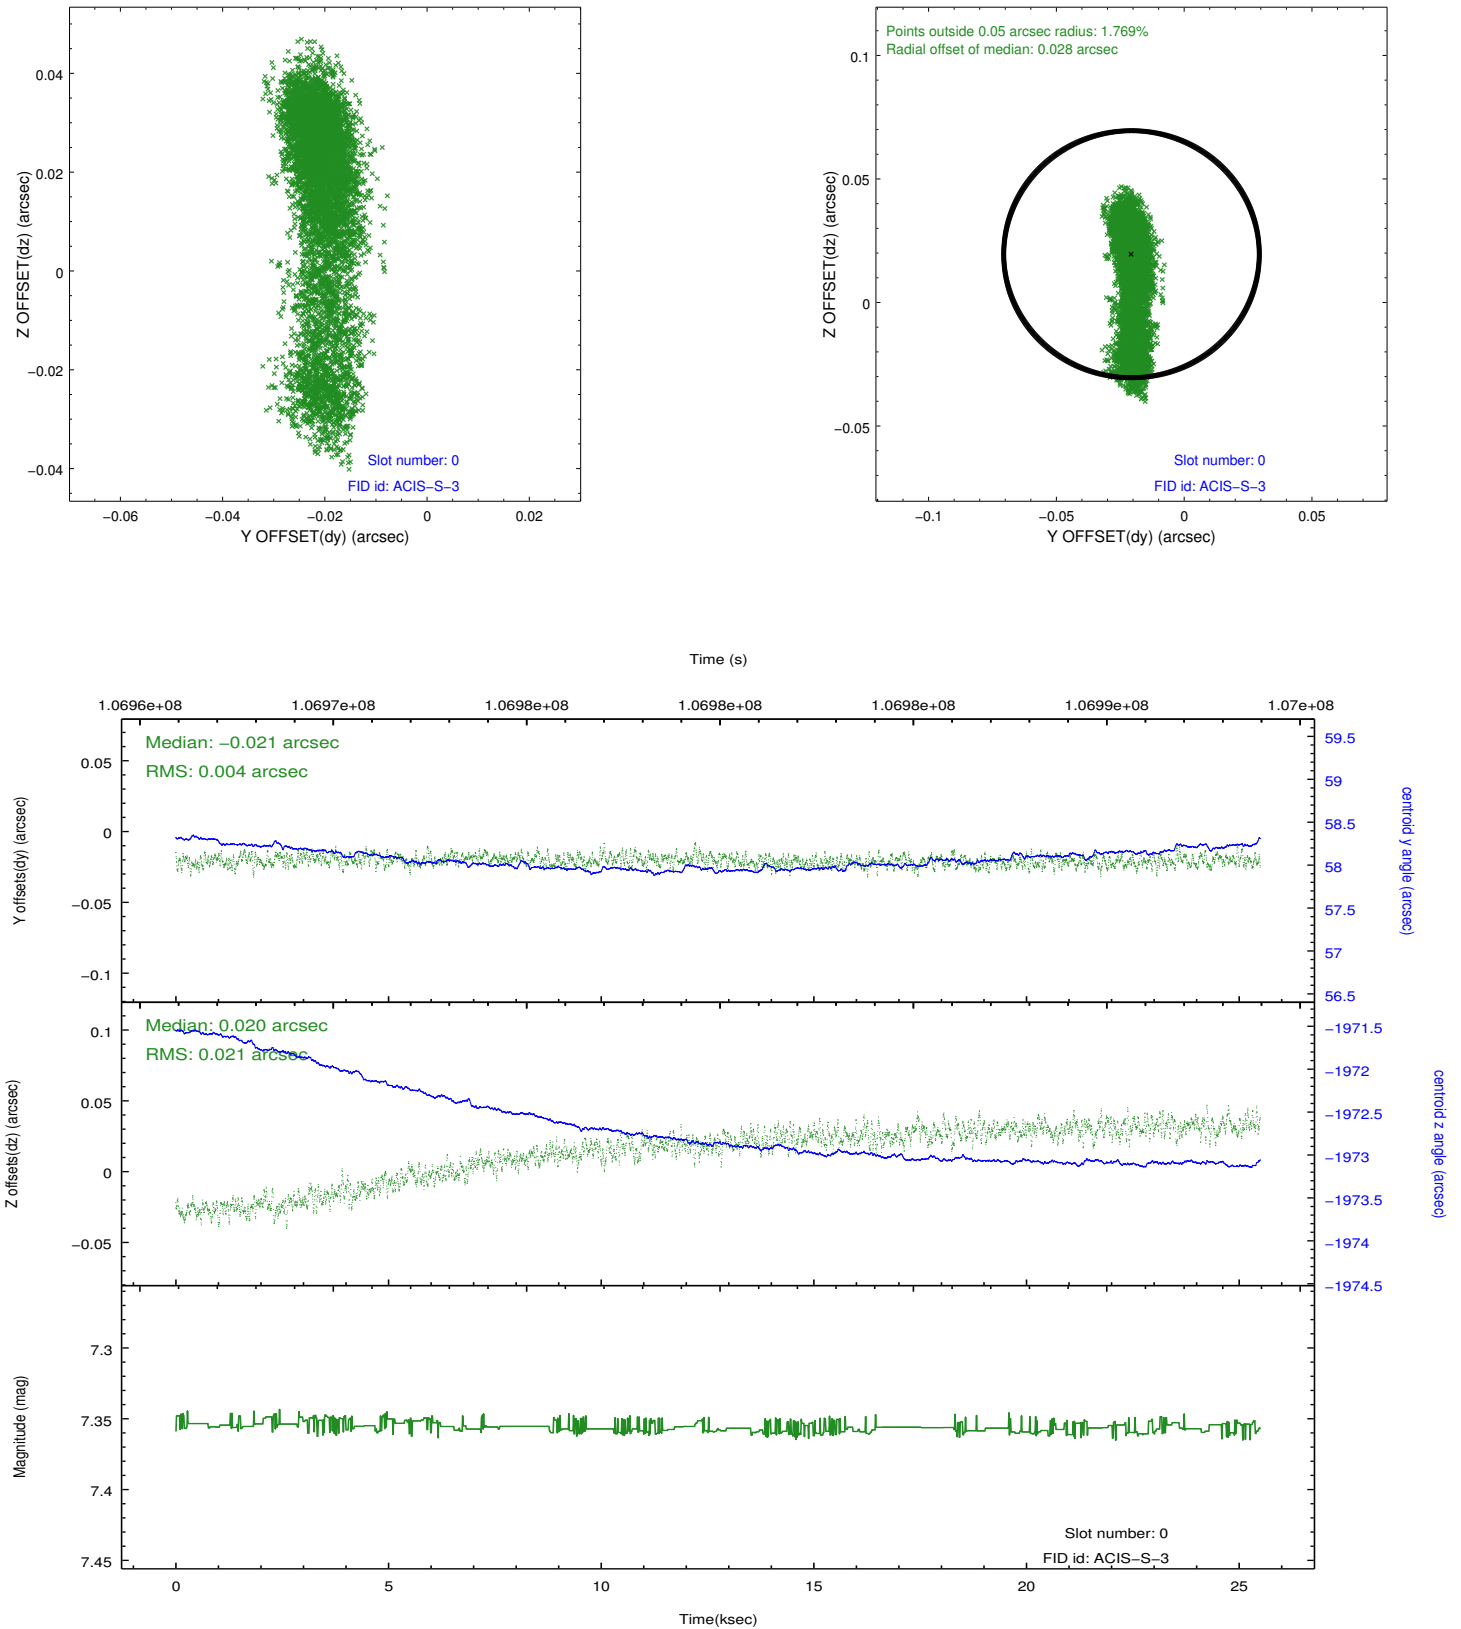 0.04
0.02
0
−0.02
−0.04
Z OFFSET(dz) (arcsec)
Slot number: 0
FID id: ACIS−S−3
−0.06
−0.04
−0.02
0
0.02
Y OFFSET(dy) (arcsec)
Points outside 0.05 arcsec radius: 1.769%
Radial offset of median: 0.028 arcsec
0.1
0.05
0
−0.05
Z OFFSET(dz) (arcsec)
Slot number: 0
FID id: ACIS−S−3
−0.1
−0.05
0
0.05
Y OFFSET(dy) (arcsec)
Time (s)
1.0696e+08
1.0697e+08
1.0698e+08
1.0698e+08
1.0698e+08
1.0699e+08
1.07e+08
Median: −0.021 arcsec
RMS: 0.004 arcsec
0.05
0
−0.05
−0.1
Y offsets(dy) (arcsec)
59.5
59
58.5
58
57.5
57
56.5
centroid y angle (arcsec)
Median: 0.020 arcsec
RMS: 0.021 arcsec
0.1
0.05
0
−0.05
Z offsets(dz) (arcsec)
−1971.5
−1972
−1972.5
−1973
−1973.5
−1974
−1974.5
centroid z angle (arcsec)
7.3
7.35
7.4
7.45
Magnitude (mag)
Slot number: 0
FID id: ACIS−S−3
0
5
10
15
20
25
Time(ksec)